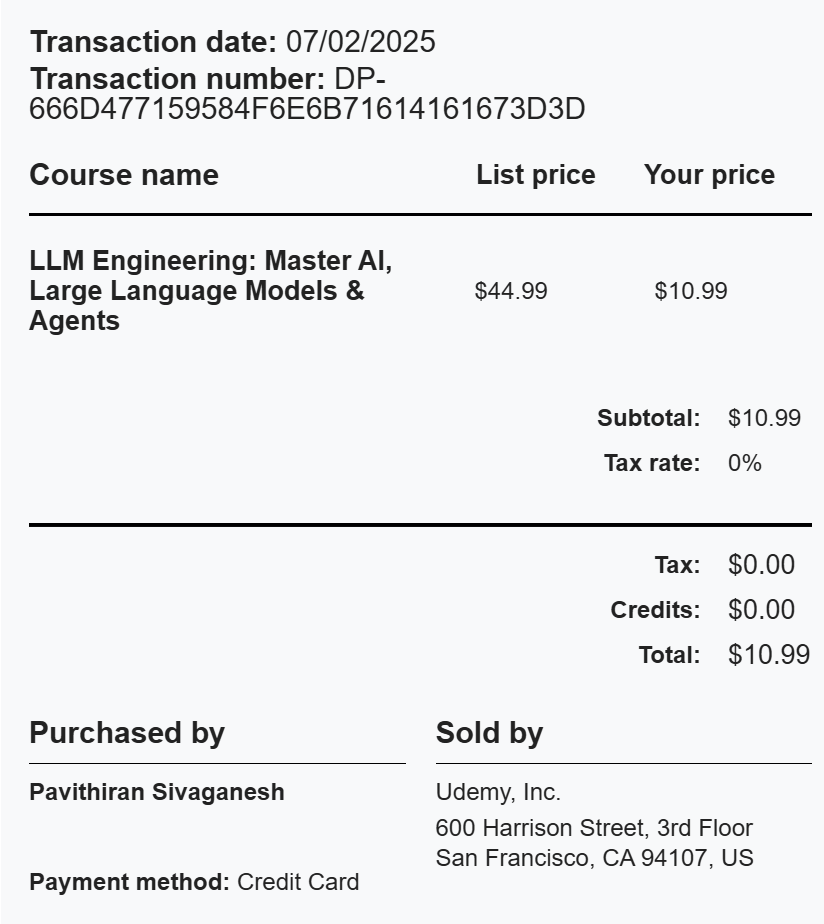 Transaction date: 07/02/2025
Transaction number: DP-
666D477159584F6E6B71614161673D3D
Course name List price Your price
LLM Engineering: Master AI,
Large Language Models & $44.99 $10.99
Agents
Subtotal: $10.99
Tax rate: 0%
Tax: $0.00
Credits: $0.00
Total: $10.99
Purchased by Sold by
Pavithiran Sivaganesh Udemy, Inc.
600 Harrison Street, 3rd Floor
San Francisco, CA 94107, US
Payment method: Credit Card